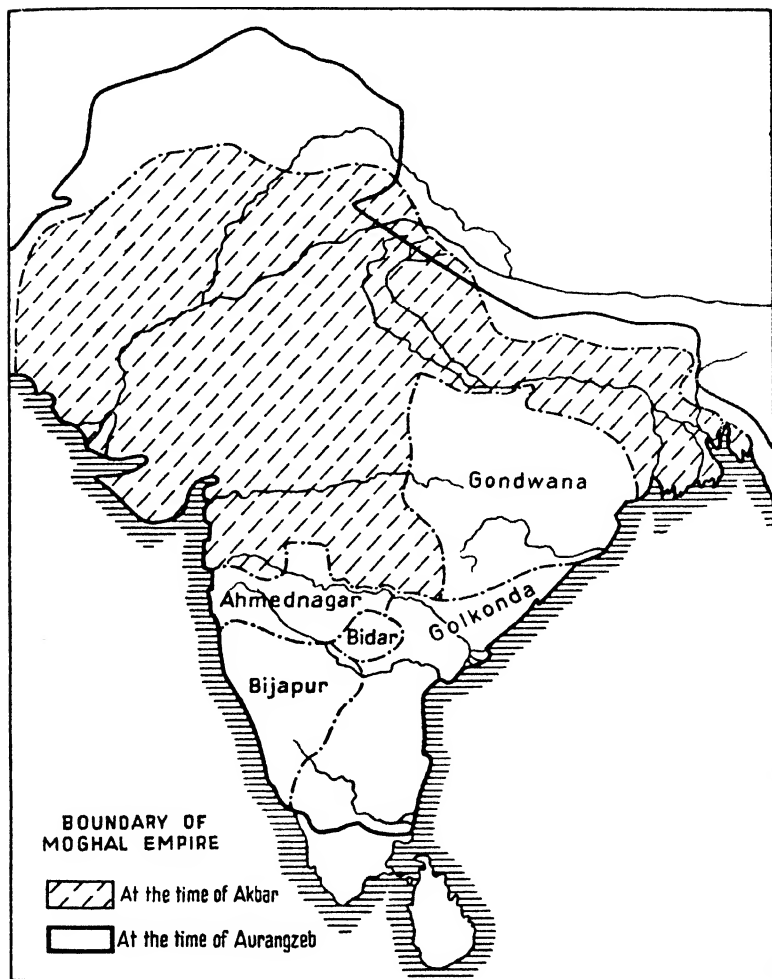 Gondwana
Ahmednagar
Golkonda
Bidar
Bijapur
BOUNDARY OF
MOGHAL EMPIRE
At the time of Akbar
At the time of Aurangzeb